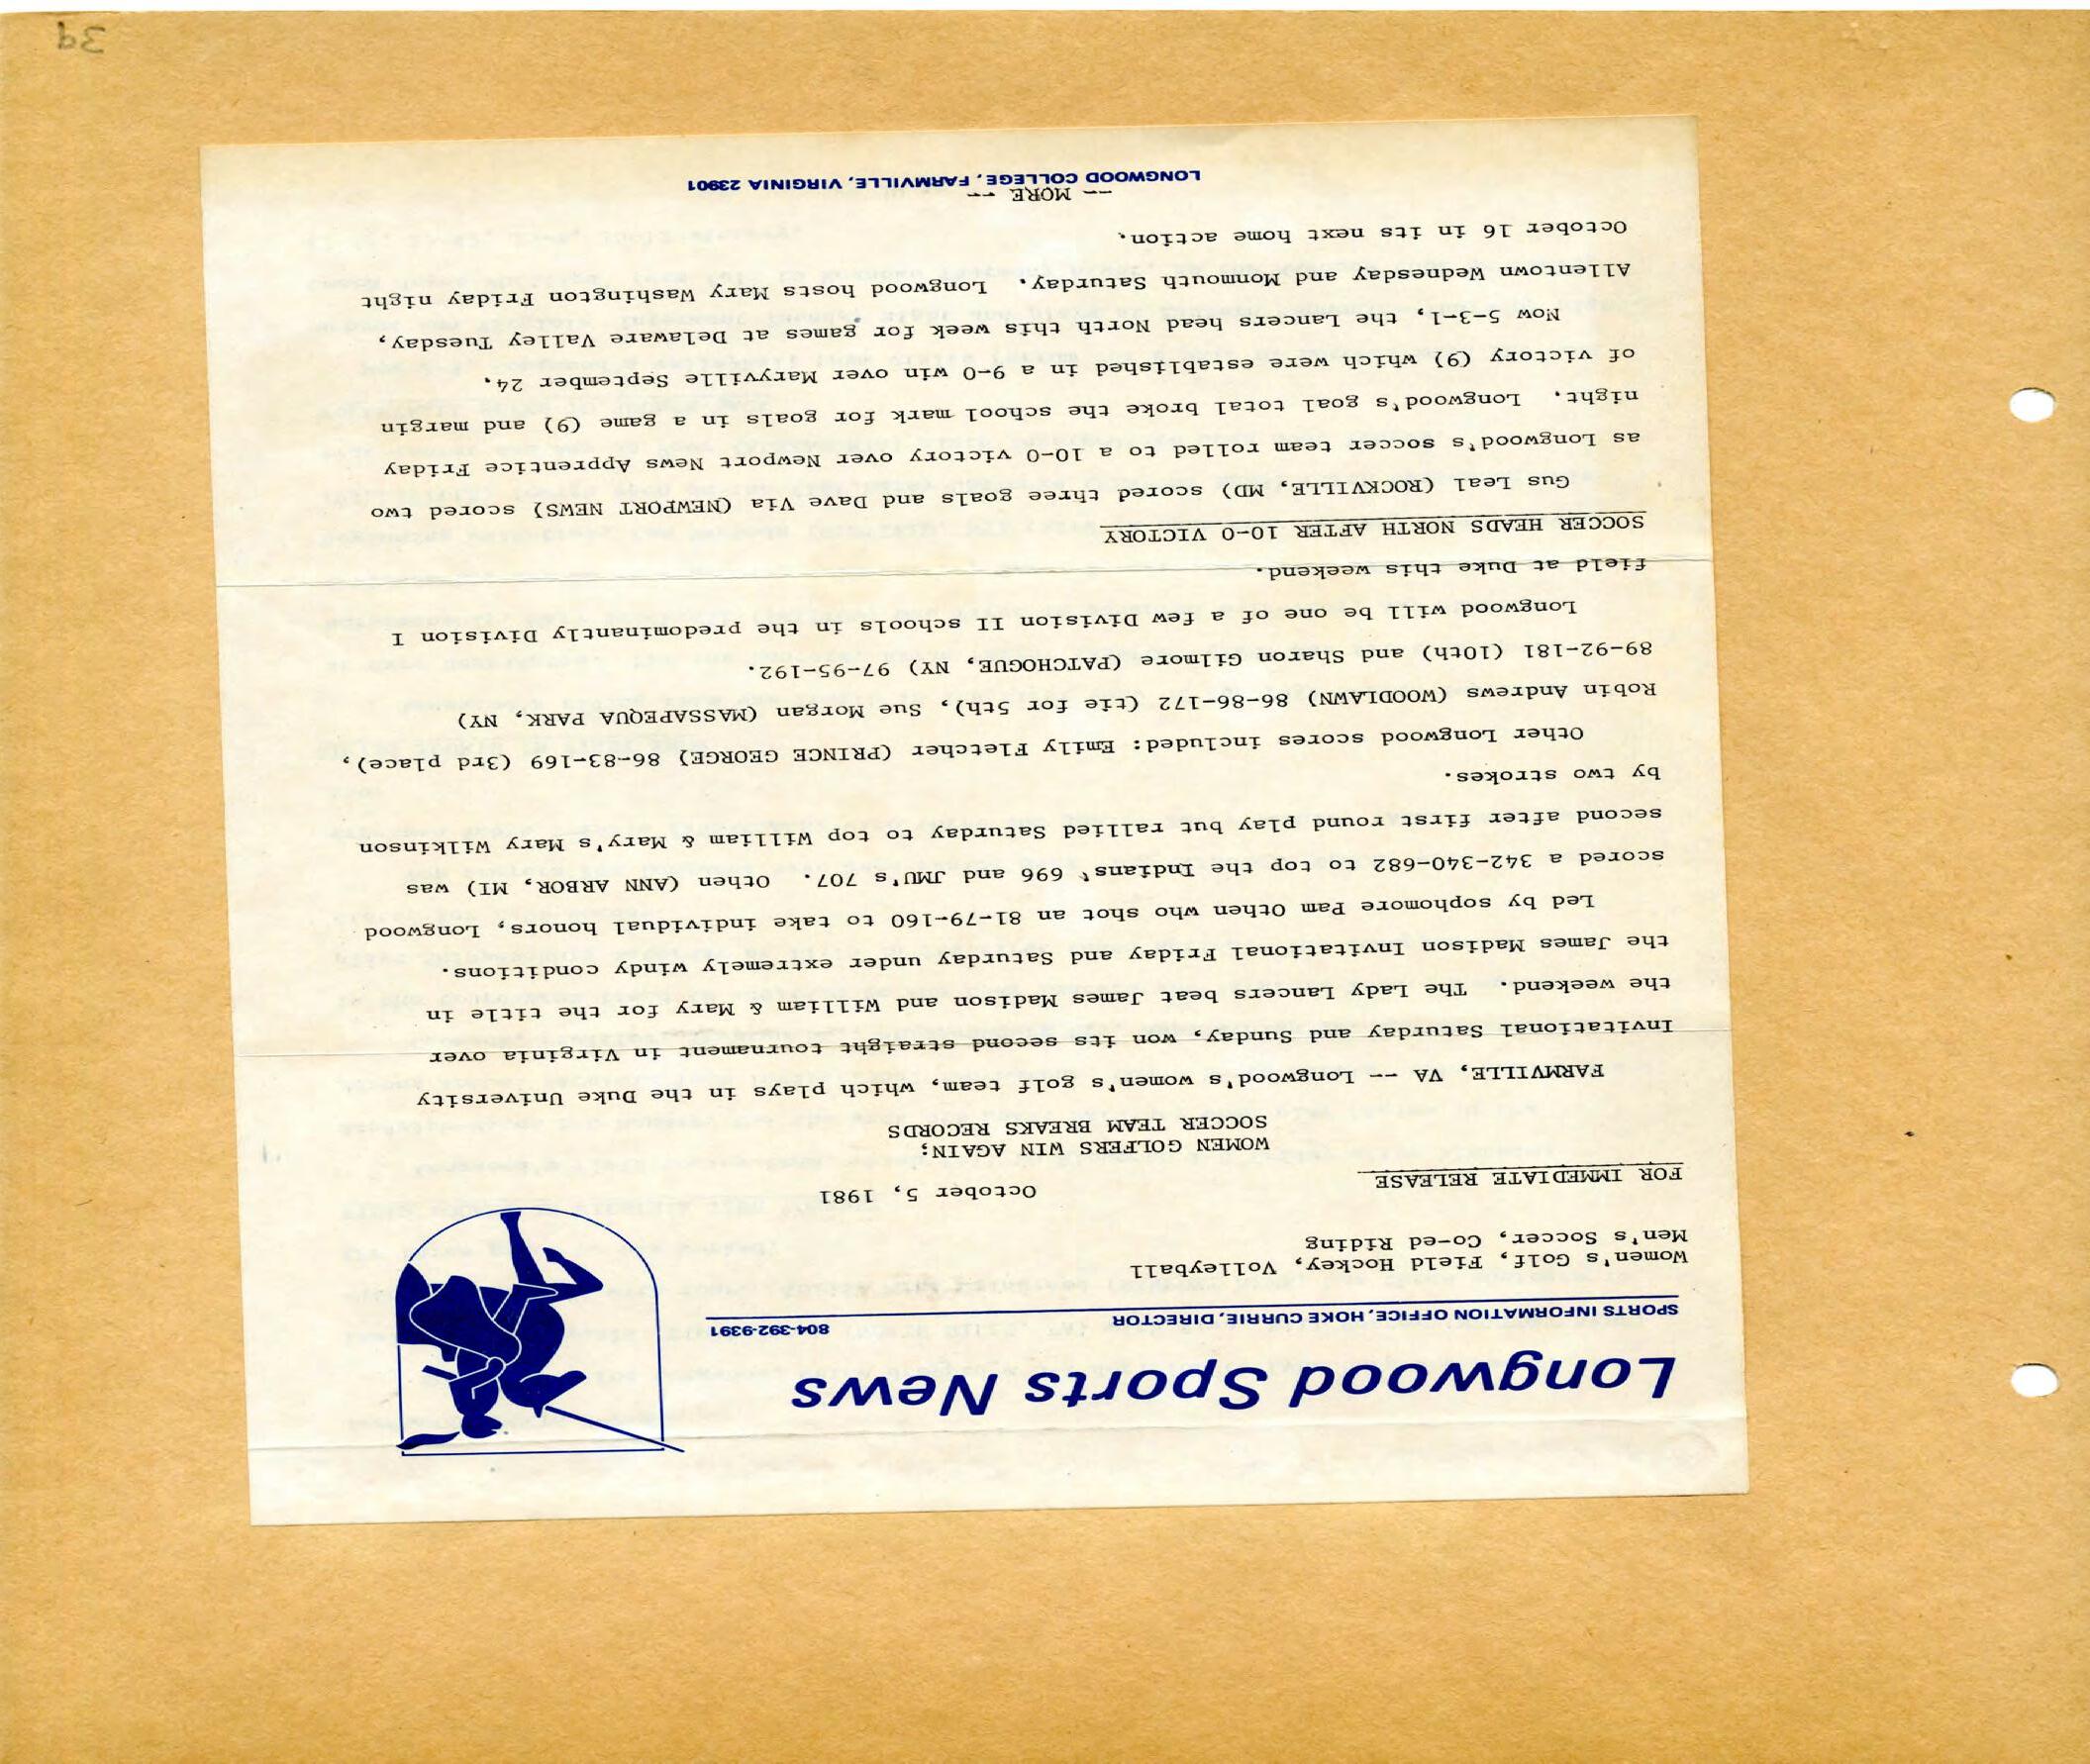 Longwood Sports News
SPORTS INFORMATION OFFICE, HOKE CURRIE, DIRECTOR 804-392-9391
Women's Golf, Field Hockey, Volleyball
Men's Soccer, Co-ed Riding
FOR IMMEDIATE RELEASE October 5, 1981
WOMEN GOLFERS WIN AGAIN;
SOCCER TEAM BREAKS RECORDS
FARMVILLE, VA -- Longwood's women's golf team, which plays in the Duke University
Invitational Saturday and Sunday, won its second straight tournament in Virginia over
the weekend. The Lady Lancers beat James Madison and William & Mary for the title in
the James Madison Invitational Friday and Saturday under extremely windy conditions.
Led by sophomore Pam Othen who shot an 81-79-160 to take individual honors, Longwood
scored a 342-340-682 to top the Indians' 696 and JMU's 707. Othen (ANN ARBOR, MI) was
second after first round play but rallied Saturday to top William & Mary's Mary Wilkinson
by two strokes.
Other Longwood scores included: Emily Fletcher (PRINCE GEORGE) 86-83-169 (3rd place),
Robin Andrews (WOODLAWN) 86-86-172 (tie for 5th), Sue Morgan (MASSAPEQUA PARK, NY)
89-92-181 (10th) and Sharon Gilmore (PATCHOGUE, NY) 97-95-192.
Longwood will be one of a few Division II schools in the predominantly Division I
field at Duke this weekend.
SOCCER HEADS NORTH AFTER 10-0 VICTORY
Gus Leal (ROCKVILLE, MD) scored three goals and Dave Via (NEWPORT NEWS) scored two
as Longwood's soccer team rolled to a 10-0 victory over Newport News Apprentice Friday
night. Longwood's goal total broke the school mark for goals in a game (9) and margin
of victory (9) which were established in a 9-0 win over Maryville September 24.
Now 5-3-1, the Lancers head North this week for games at Delaware Valley Tuesday,
Allentown Wednesday and Monmouth Saturday. Longwood hosts Mary Washington Friday night
October 16 in its next home action.
-- MORE --
LONGWOOD COLLEGE, FARMVILLE, VIRGINIA 23901